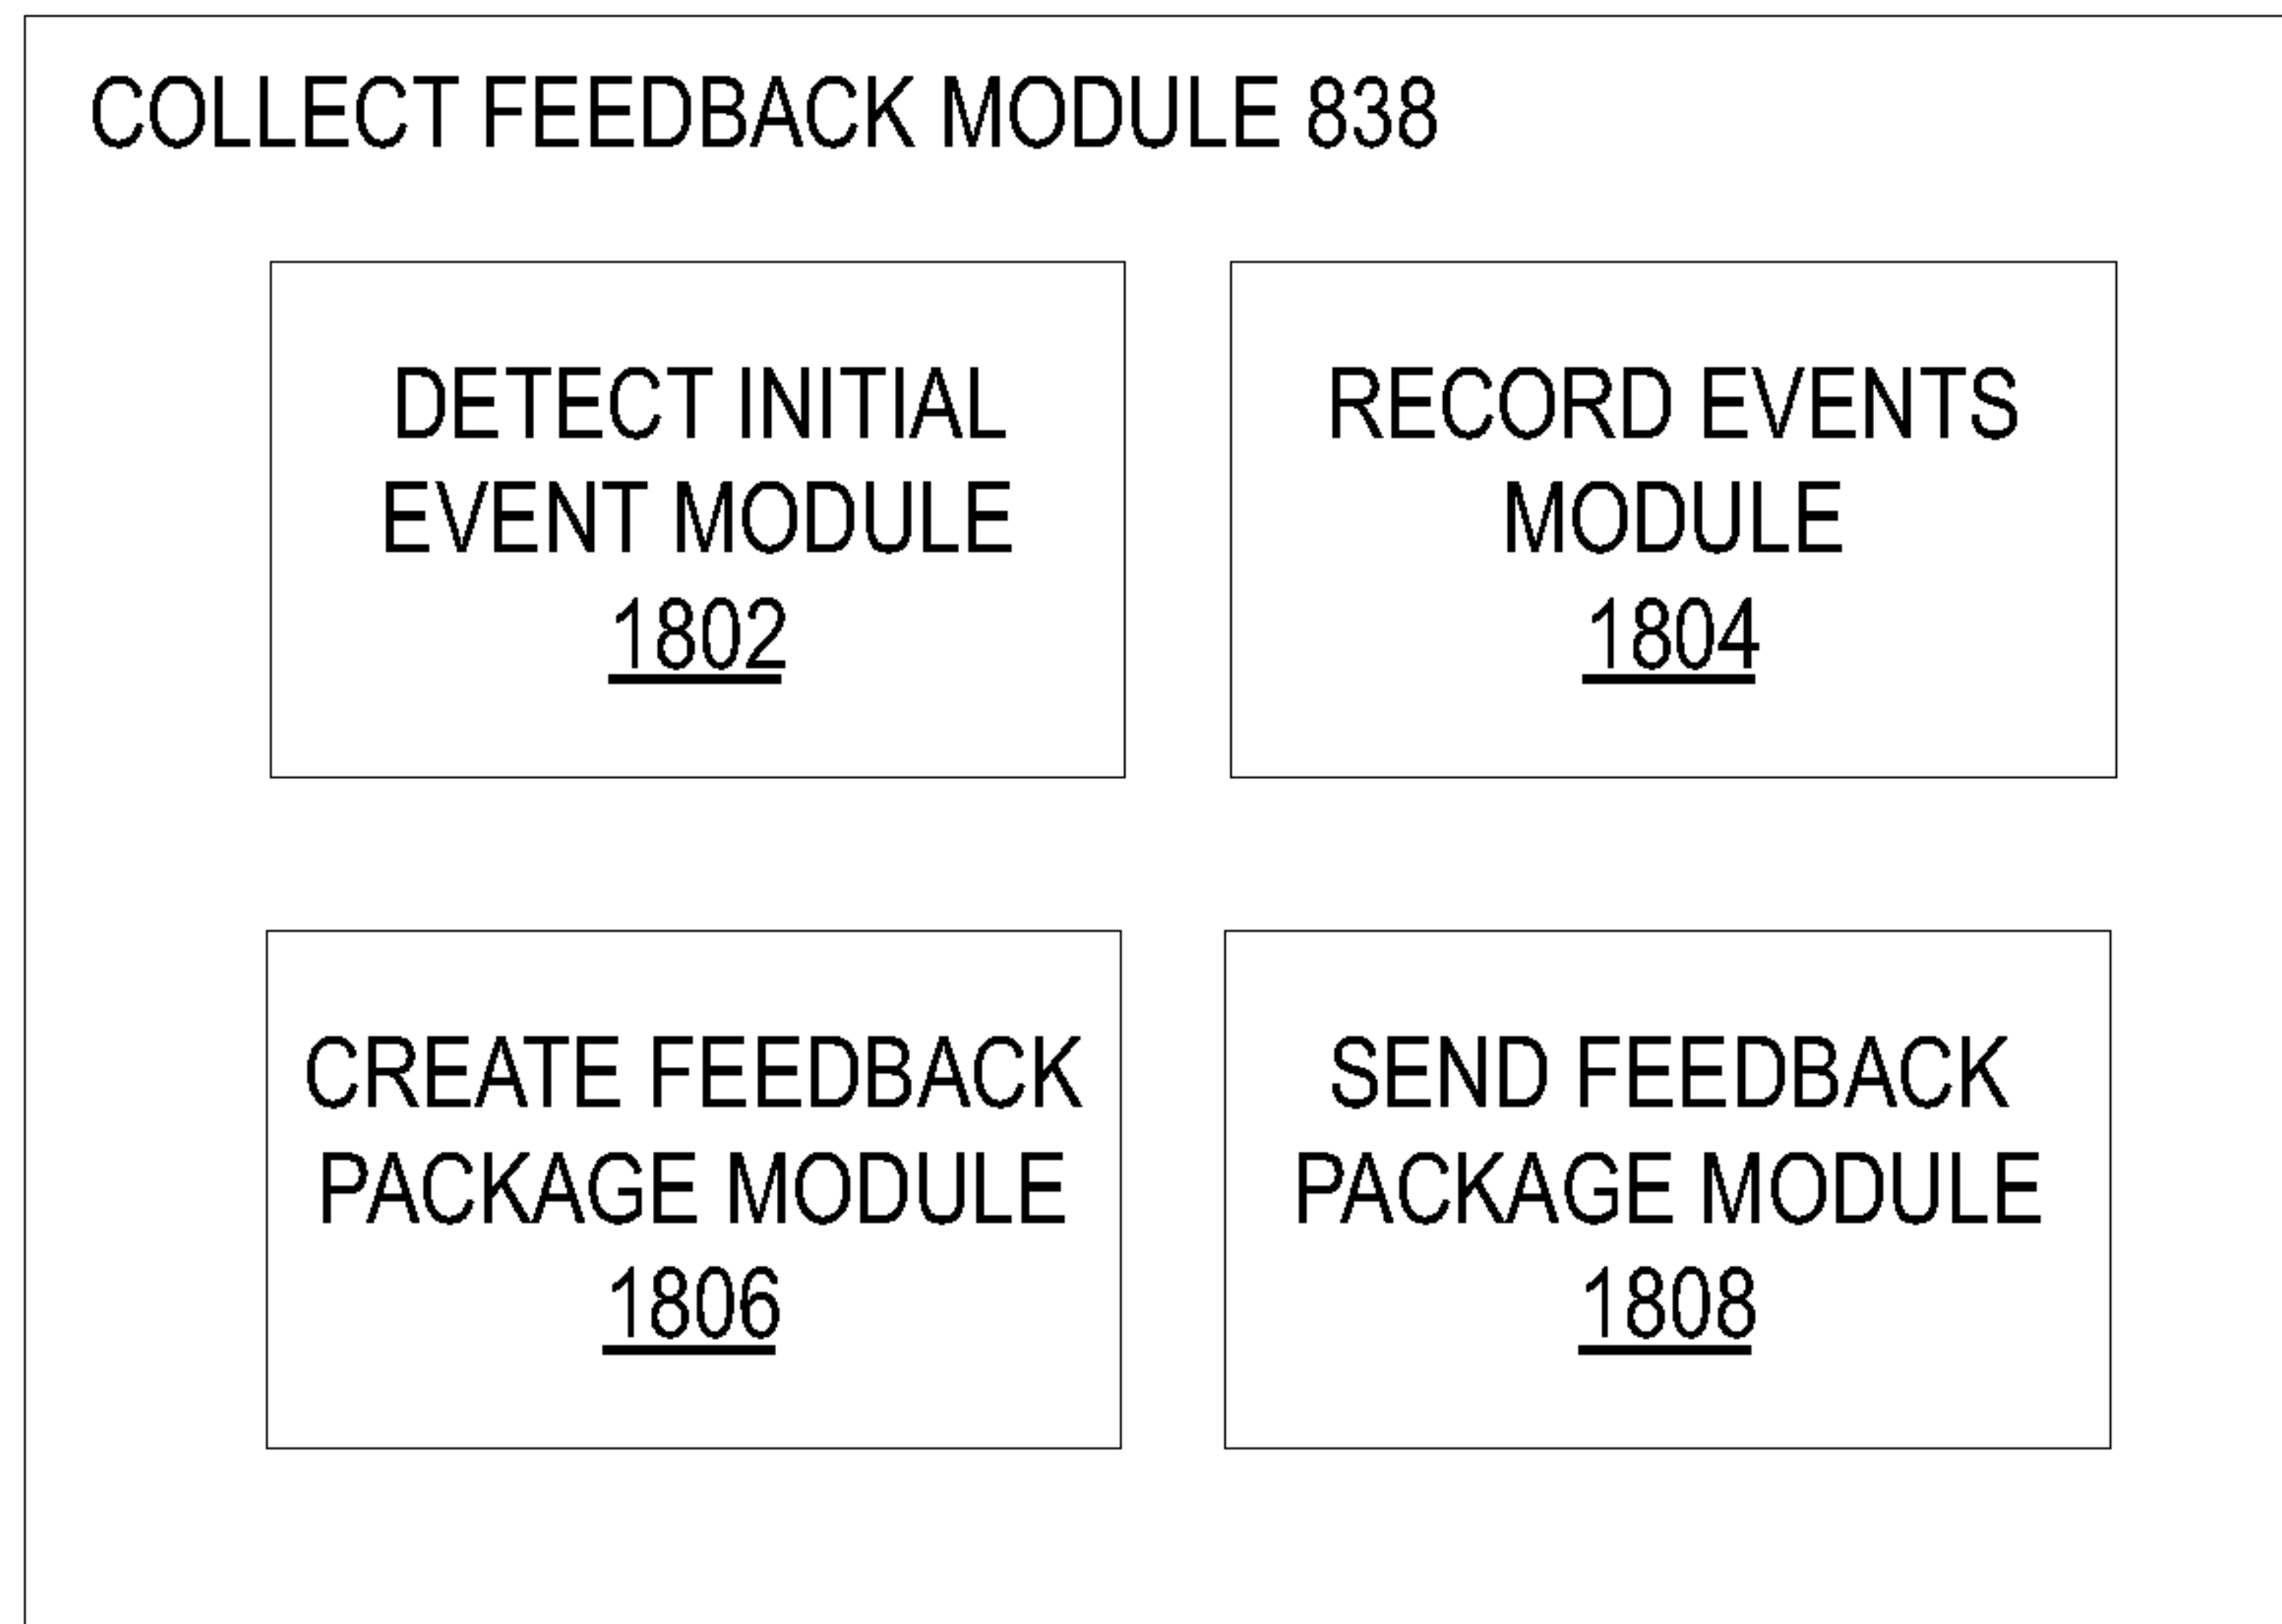 COLLECT FEEDBACK MODULE 838
DETECT INITIAL
EVENT MODULE
1802
RECORD EVENTS
MODULE
1804
CREATE FEEDBACK
PACKAGE MODULE
1806
SEND FEEDBACK
PACKAGE MODULE
1808